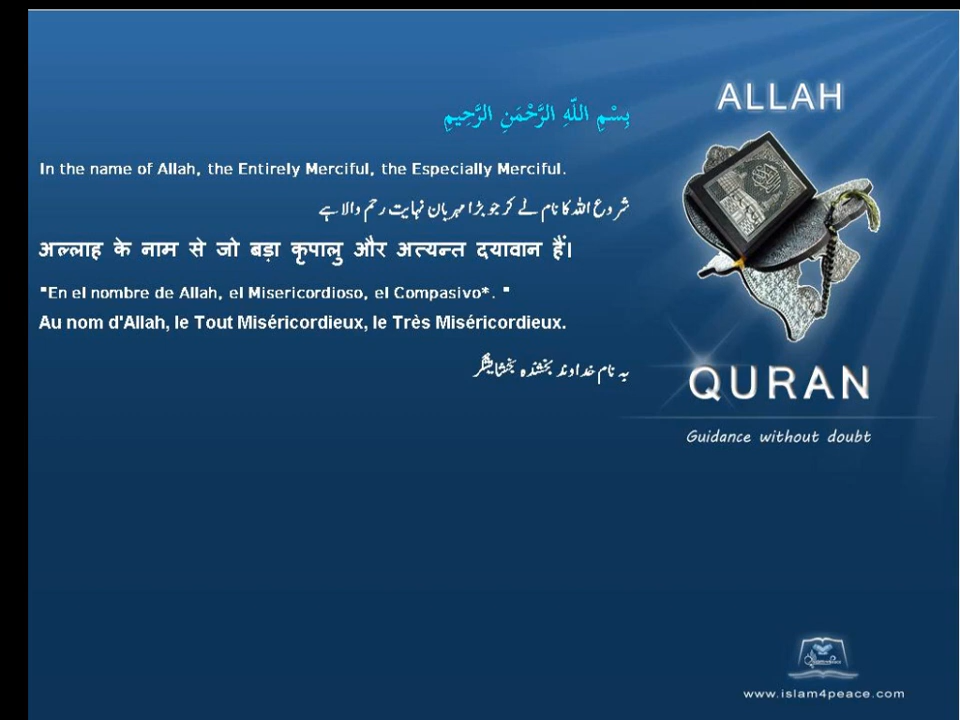 بِسْمِ اللّهِ الرَّحْمَنِ الرَّحِيمِ
In the name of Allah, the Entirely Merciful, the Especially Merciful.
شروع الله کا نام لے کر جو بڑا مہربان نہایت رحم والا ہے
अल्लाह के नाम से जो बड़ा कृपालु और अत्यन्त दयावान हैं।
"En el nombre de Allah, el Misericordioso, el Compasivo*. "
Au nom d'Allah, le Tout Miséricordieux, le Très Miséricordieux.
به نام خداوند بخشنده بخشایشگر
ALLAH
QURAN
Guidance without doubt
www.islam4peace.com